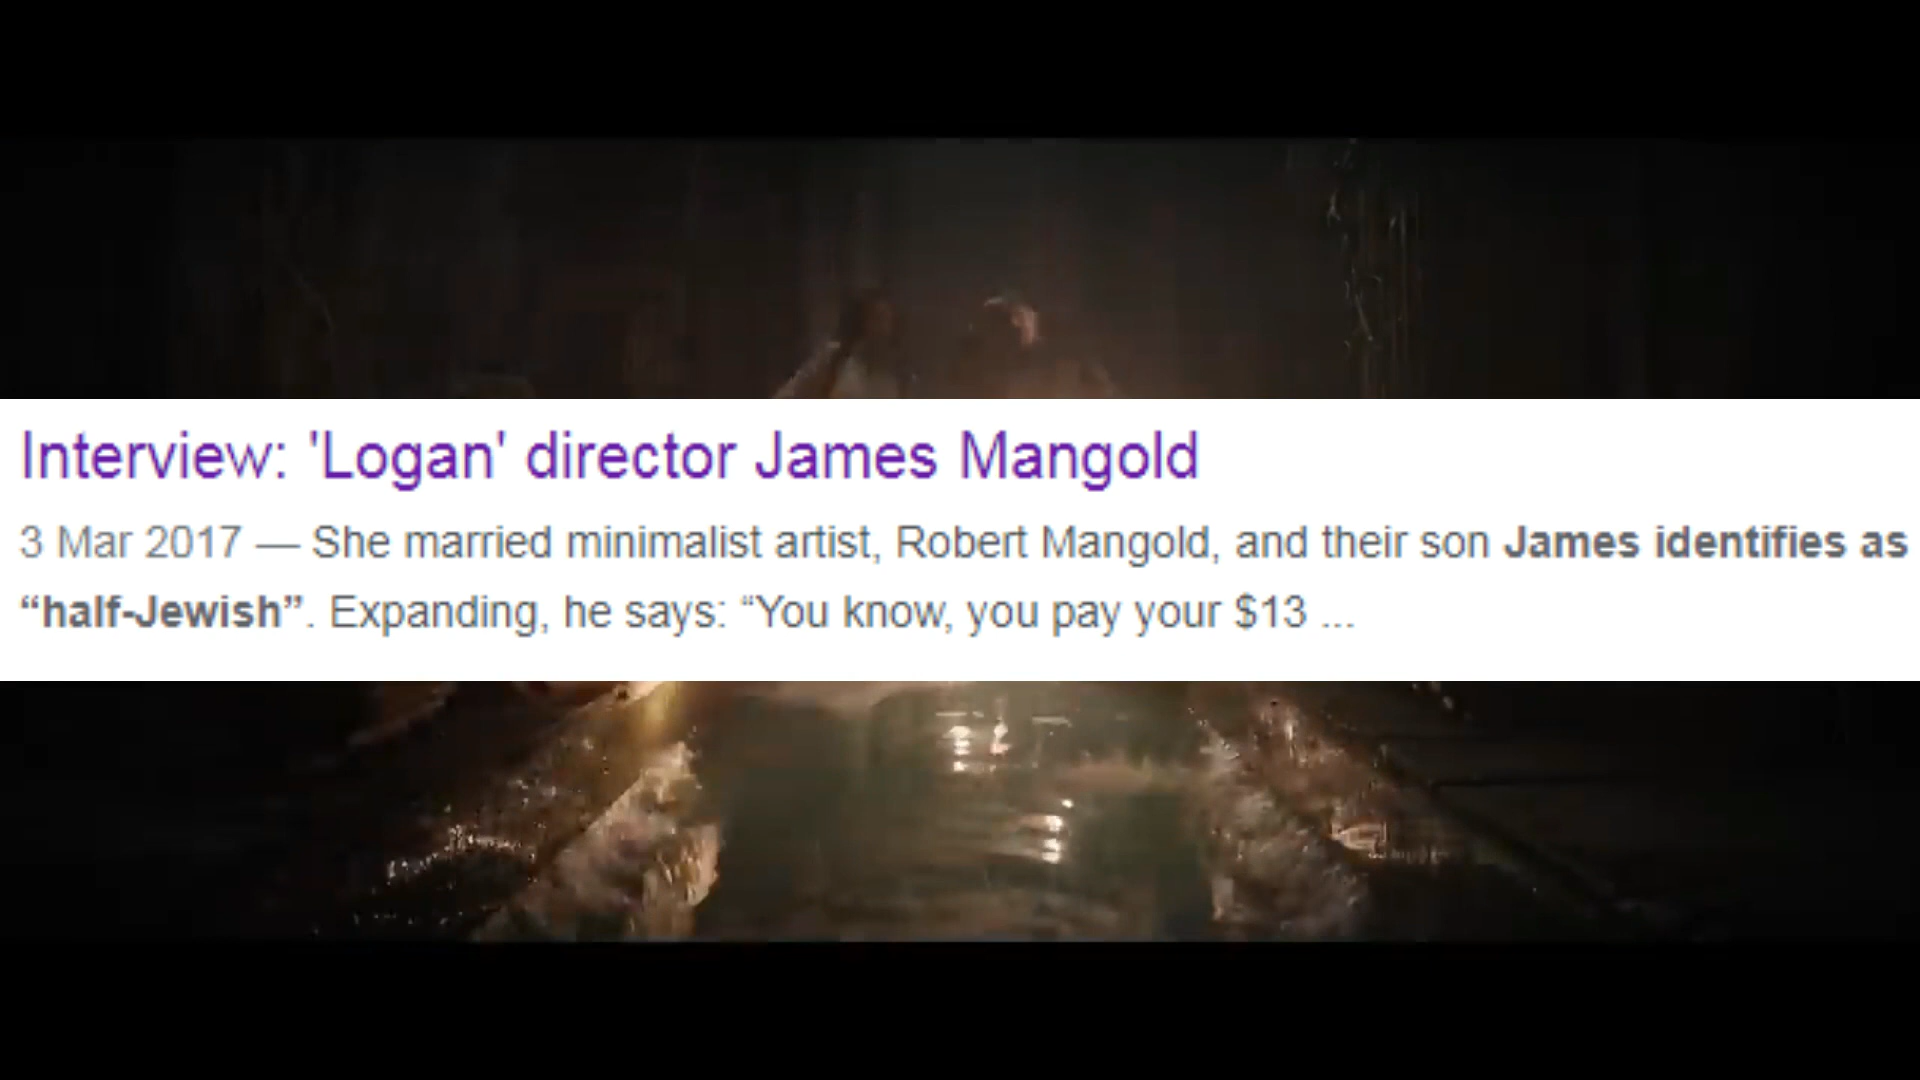 Interview: 'Logan' director James Mangold
3 Mar 2017 — She married minimalist artist, Robert Mangold, and their son James identifies as
“half-Jewish”. Expanding, he says: “You know, you pay your $13 ...